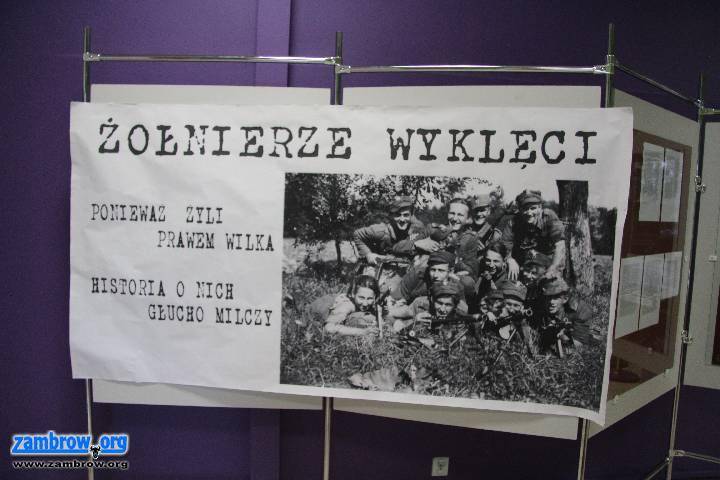 ŻOŁNIERZE WYKLĘCI
PONIEWAŻ ŻYLI
PRAWEM WILKA
HISTORIA O NICH
GŁUCHO MILCZY
zambrow.org
www.zambrow.org